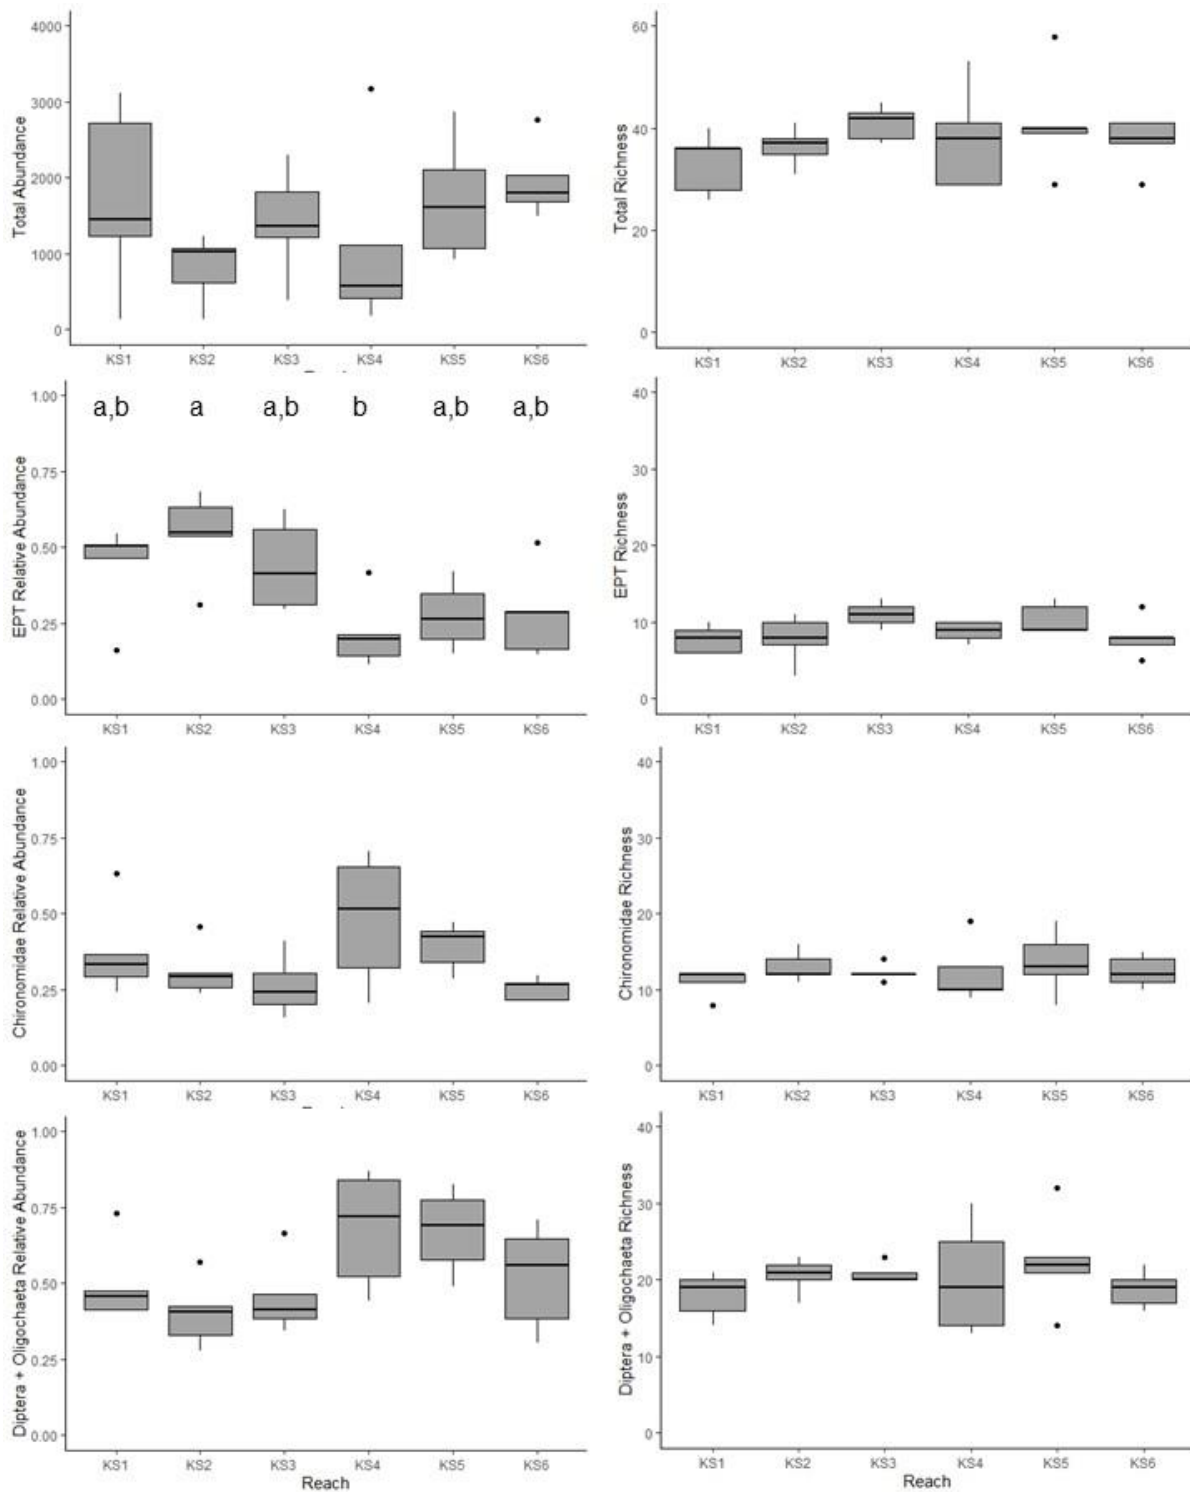 Total Abundance
4000
3000
2000
1000
0
KS1 KS2 KS3 KS4 KS5 KS6
Total Richness
60
40
20
0
KS1 KS2 KS3 KS4 KS5 KS6
EPT Relative Abundance
1.00
0.75
0.50
0.25
0.00
a,b a a,b b a,b a,b
KS1 KS2 KS3 KS4 KS5 KS6
EPT Richness
40
30
20
10
0
KS1 KS2 KS3 KS4 KS5 KS6
Chironomidae Relative Abundance
1.00
0.75
0.50
0.25
0.00
KS1 KS2 KS3 KS4 KS5 KS6
Chironomidae Richness
40
30
20
10
0
KS1 KS2 KS3 KS4 KS5 KS6
Diptera + Oligochaeta Relative Abundance
1.00
0.75
0.50
0.25
0.00
KS1 KS2 KS3 KS4 KS5 KS6
Reach
Diptera + Oligochaeta Richness
40
30
20
10
0
KS1 KS2 KS3 KS4 KS5 KS6
Reach